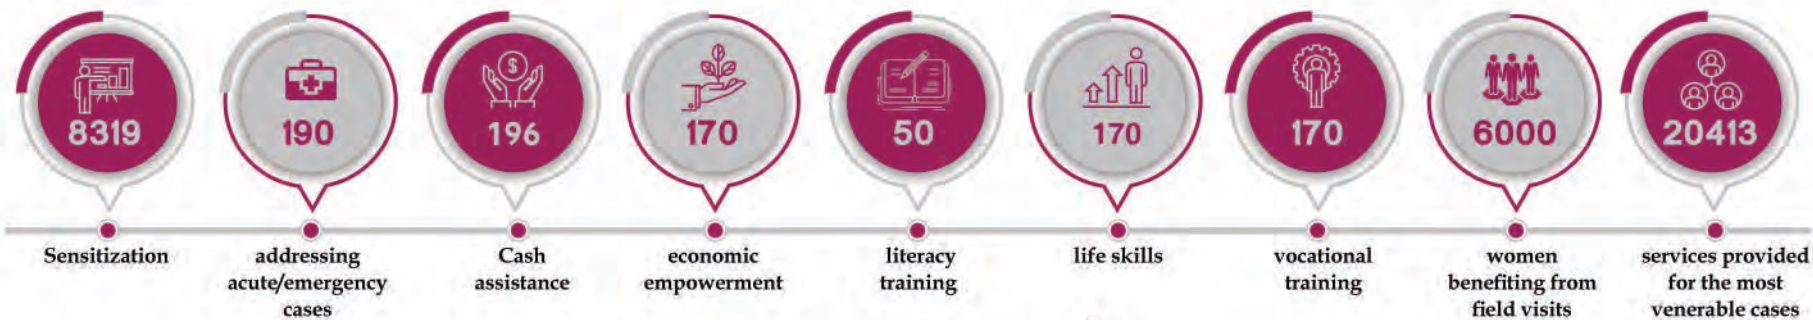 8319
Sensitization
190
addressing
acute/emergency
cases
196
Cash
assistance
170
economic
empowerment
50
literacy
training
170
life skills
170
vocational
training
6000
women
benefiting from
field visits
20413
services provided
for the most
venerable cases